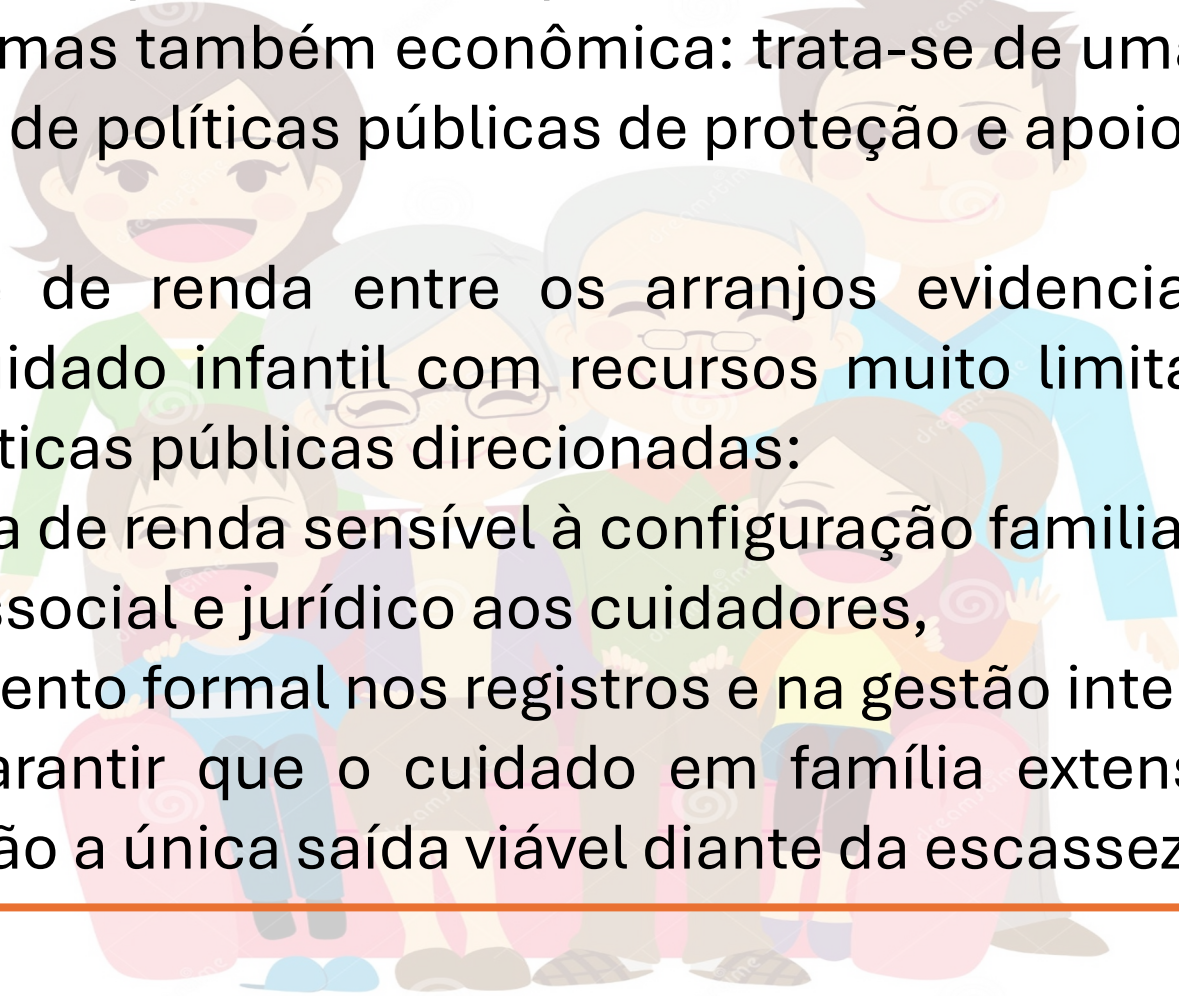 mas também econômica: trata-se de uma
de políticas públicas de proteção e apoio
de renda entre os arranjos evidencia
idado infantil com recursos muito limita
ticas públicas direcionadas:
a de renda sensível à configuração familia
ssocial e jurídico aos cuidadores,
ento formal nos registros e na gestão inte
arantir que o cuidado em família extens
ão a única saída viável diante da escassez